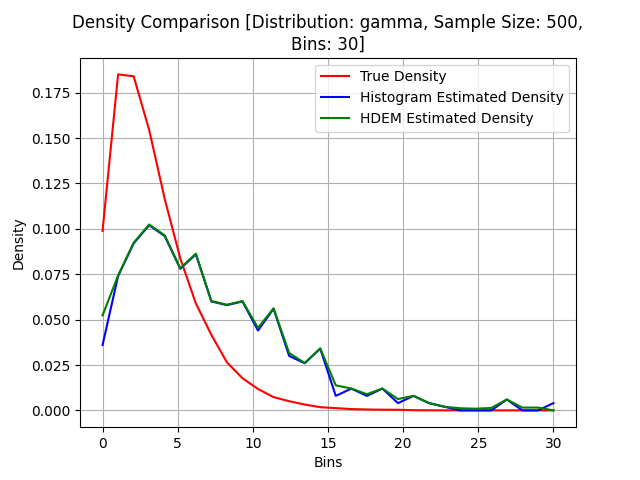 Density Comparison [Distribution: gamma, Sample Size: 500,
Bins: 30]
True Density
Histogram Estimated Density
HDEM Estimated Density
Density
0.175
0.150
0.125
0.100
0.075
0.050
0.025
0.000
0 5 10 15 20 25 30
Bins